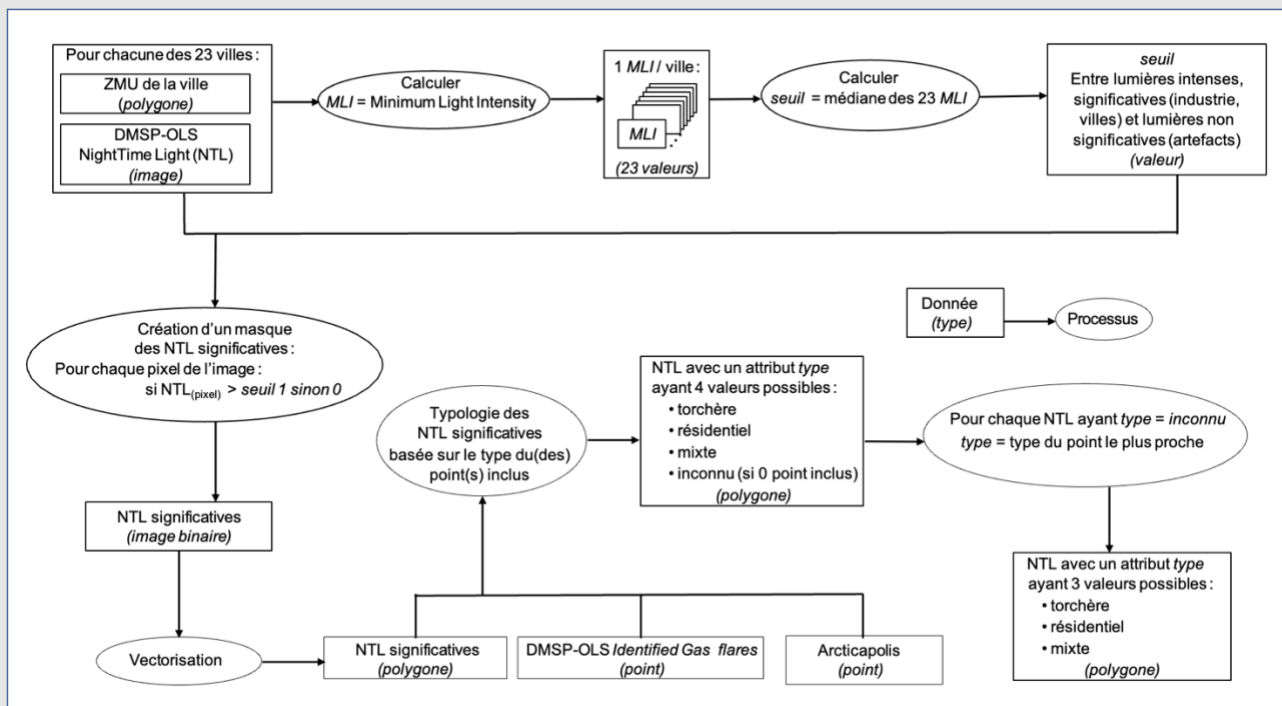 Pour chacune des 23 villes :
ZMU de la ville
(polygone)
DMSP-OLS
NightTime Light (NTL)
(image)
Calculer
MLI = Minimum Light Intensity
1 MLI / ville :
MLI
(23 valeurs)
Calculer
seuil = médiane des 23 MLI
seuil
Entre lumières intenses,
significatives (industrie,
villes) et lumières non
significatives (artefacts)
(valeur)
Création d’un masque
des NTL significatives :
Pour chaque pixel de l’image :
si NTL(pixel) > seuil 1 sinon 0
Donnée
(type)
Processus
NTL significatives
(image binaire)
Vectorisation
NTL significatives
(polygone)
DMSP-OLS Identified Gas flares
(point)
Arcticapolis
(point)
Typologie des
NTL significatives
basée sur le type du(des)
point(s) inclus
NTL avec un attribut type
ayant 4 valeurs possibles :
• torchère
• résidentiel
• mixte
• inconnu (si 0 point inclus)
(polygone)
Pour chaque NTL ayant type = inconnu
type = type du point le plus proche
NTL avec un attribut type
ayant 3 valeurs possibles :
• torchère
• résidentiel
• mixte
(polygone)